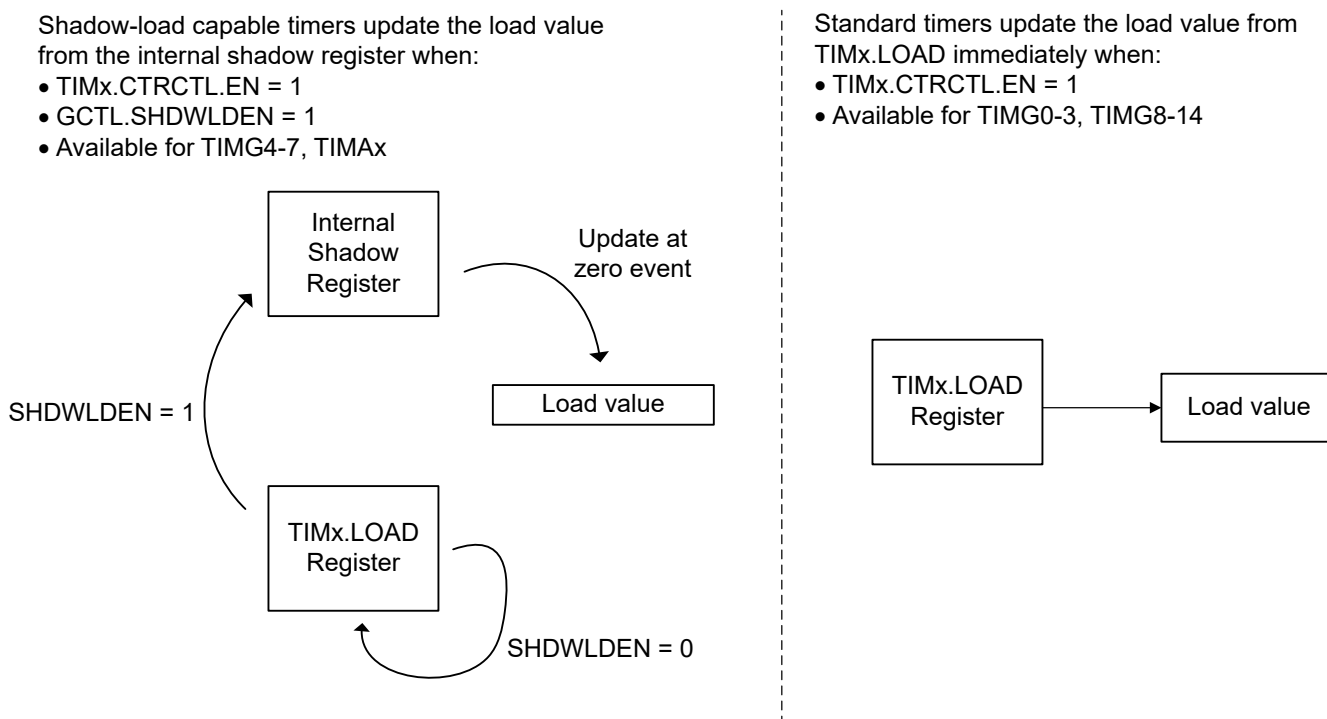 Shadow-load capable timers update the load value
from the internal shadow register when:
• TIMx.CTRCTL.EN = 1
• GCTL.SHDWLDEN = 1
• Available for TIMG4-7, TIMAx
Internal
Shadow
Register
Update at
zero event
Load value
SHDWLDEN = 1
TIMx.LOAD
Register
SHDWLDEN = 0
Standard timers update the load value from
TIMx.LOAD immediately when:
• TIMx.CTRCTL.EN = 1
• Available for TIMG0-3, TIMG8-14
TIMx.LOAD
Register
Load value